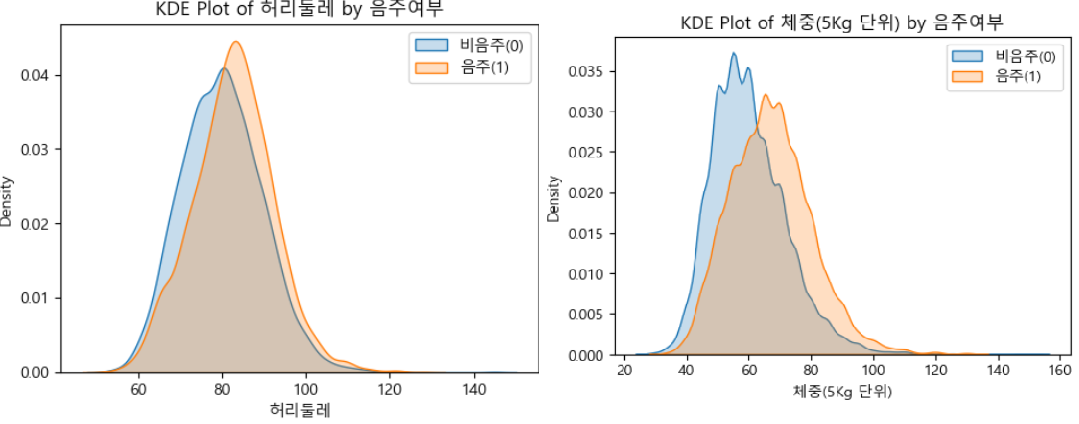 KDE Plot of 허리둘레 by 음주여부
비음주(0)
음주(1)
0.04
0.03
0.02
0.01
0.00
Density
60 80 100 120 140
허리둘레
KDE Plot of 체중(5Kg 단위) by 음주여부
비음주(0)
음주(1)
0.035
0.030
0.025
0.020
0.015
0.010
0.005
0.000
Density
20 40 60 80 100 120 140 160
체중(5Kg 단위)